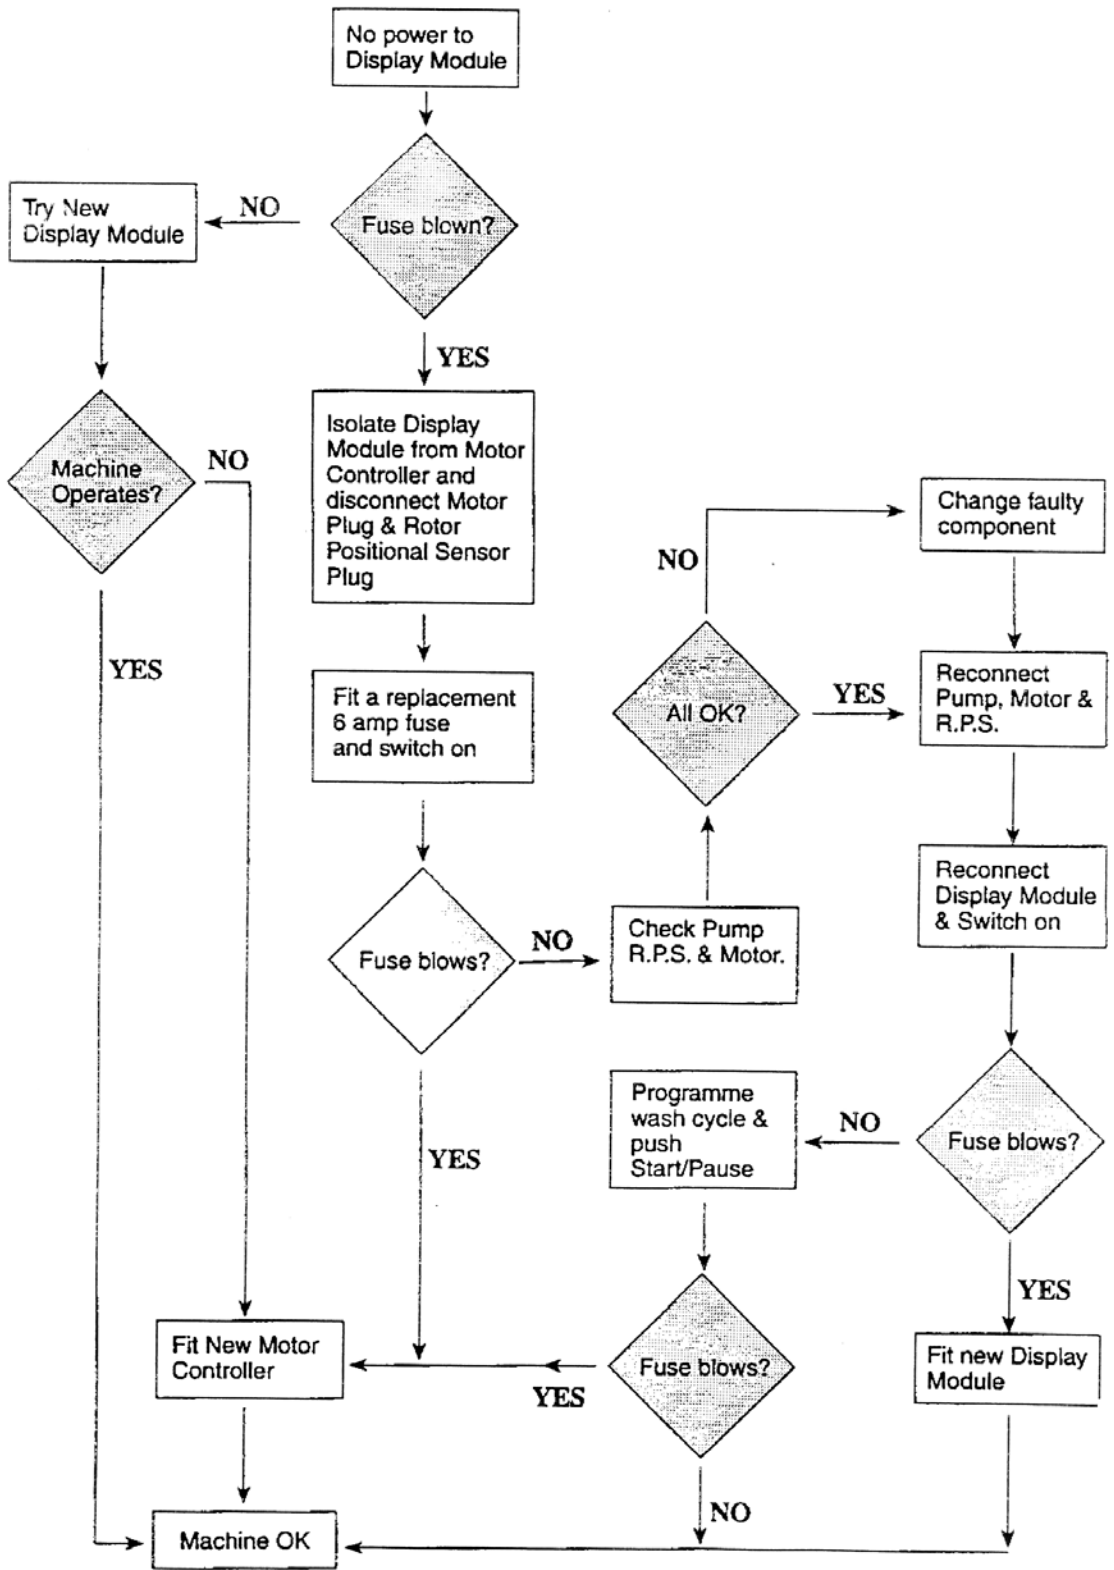 No power to
Display Module
Fuse blown?
NO
Try New
Display Module
YES
Isolate Display
Module from Motor
Controller and
disconnect Motor
Plug & Rotor
Positional Sensor
Plug
Machine
Operates?
NO
YES
Change faulty
component
NO
Fit a replacement
6 amp fuse
and switch on
All OK?
YES
Reconnect
Pump, Motor &
R.P.S.
Reconnect
Display Module
& Switch on
Fuse blows?
NO
Check Pump
R.P.S. & Motor.
YES
Programme
wash cycle &
push
Start/Pause
NO
Fuse blows?
YES
Fit New Motor
Controller
YES
Fuse blows?
Fit new Display
Module
NO
Machine OK